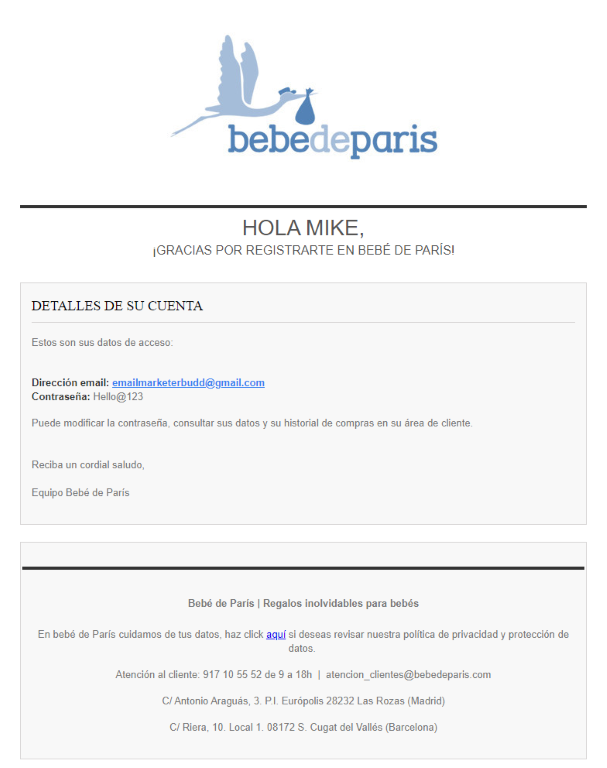 bebedeparis
HOLA MIKE,
¡GRACIAS POR REGISTRARTE EN BEBÉ DE PARÍS!
DETALLES DE SU CUENTA
Estos son sus datos de acceso:
Dirección email: emailmarketerbudd@gmail.com
Contraseña: Hello@123
Puede modificar la contraseña, consultar sus datos y su historial de compras en su área de cliente.
Reciba un cordial saludo,
Equipo Bebé de París
Bebé de París | Regalos inolvidables para bebés
En bebé de París cuidamos de tus datos, haz click aquí si deseas revisar nuestra política de privacidad y protección de
datos.
Atención al cliente: 917 10 55 52 de 9 a 18h | atencion_clientes@bebedeparis.com
C/ Antonio Araguás, 3. P.I. Európolis 28232 Las Rozas (Madrid)
C/ Riera, 10. Local 1. 08172 S. Cugat del Vallés (Barcelona)